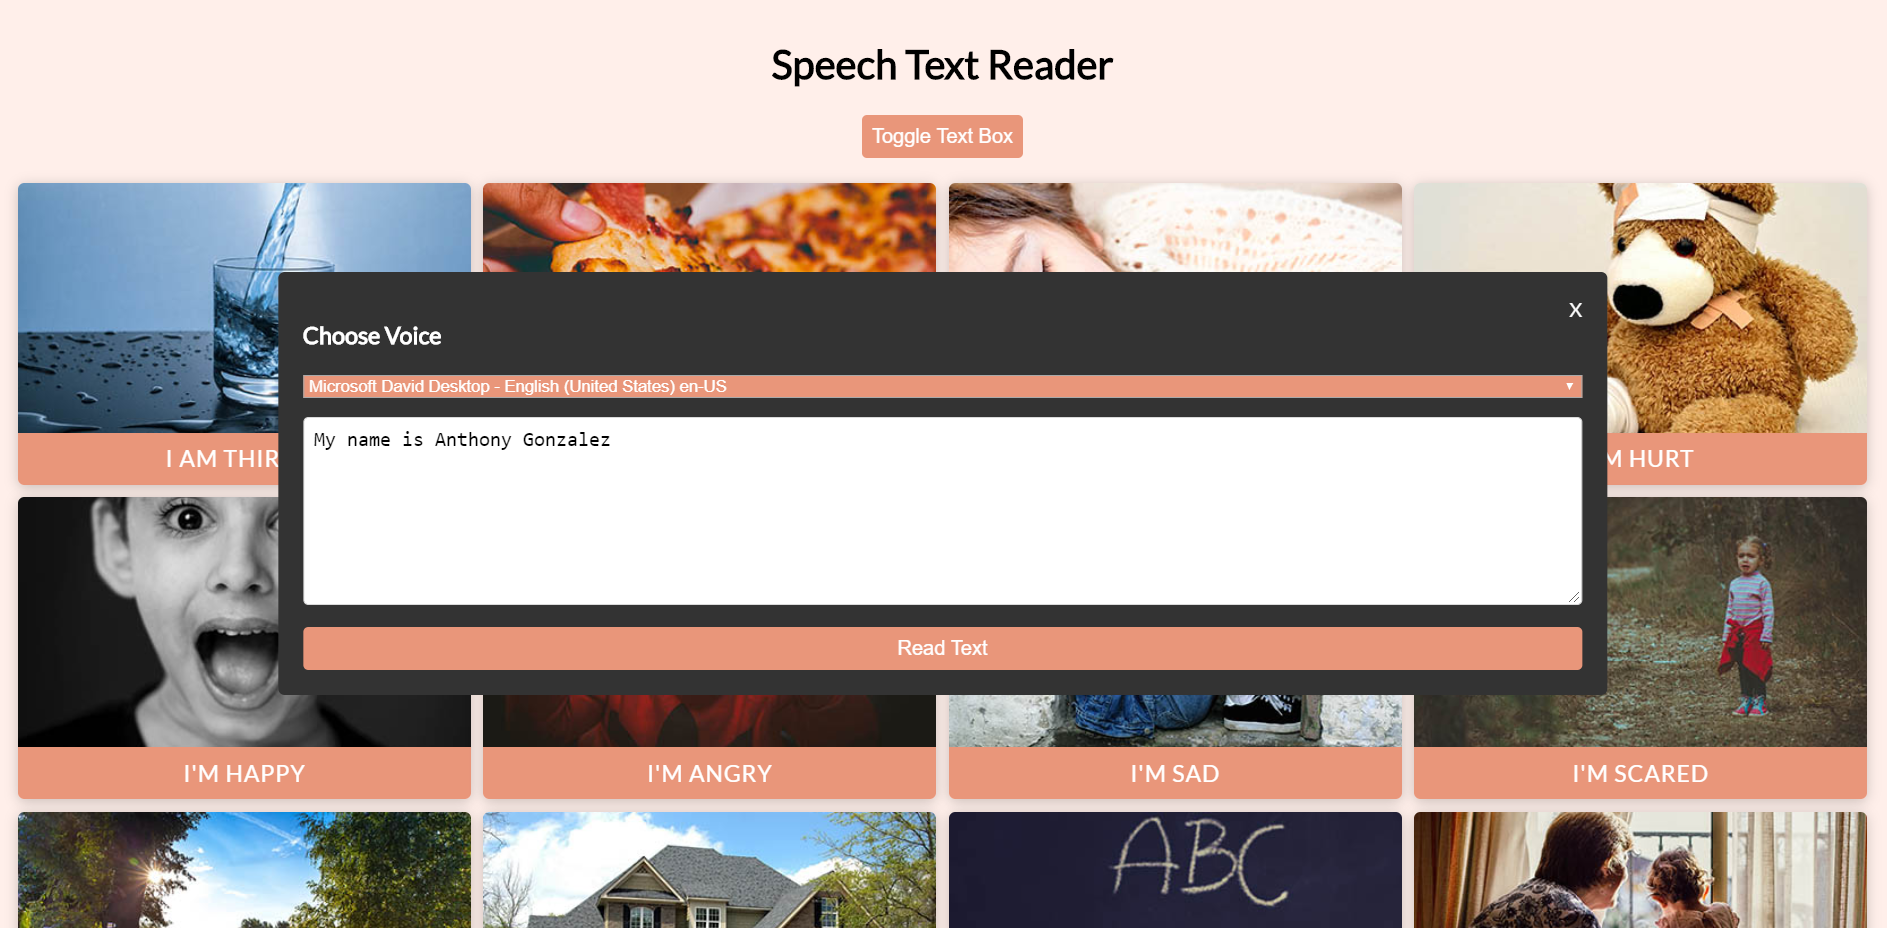 Speech Text Reader
Toggle Text Box
X
Choose Voice
Microsoft David Desktop - English (United States) en-US
My name is Anthony Gonzalez
Read Text
I AM THIR
M HURT
I'M HAPPY
I'M ANGRY
I'M SAD
I'M SCARED
ABC